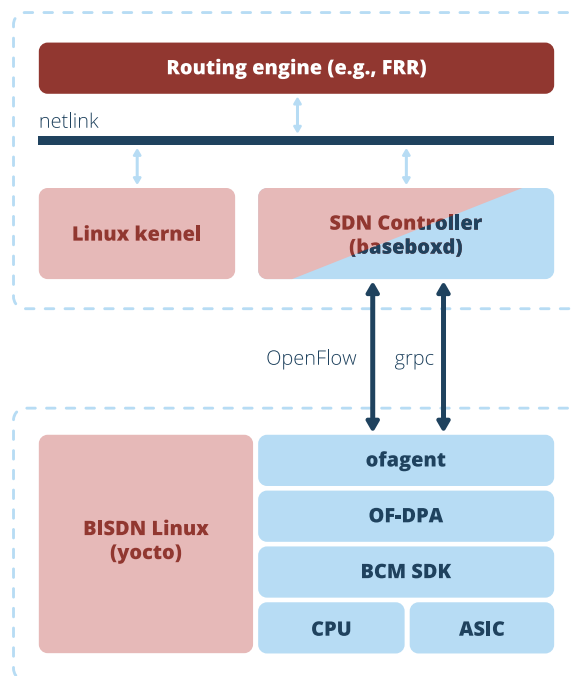 Routing engine (e.g., FRR)
netlink
Linux kernel
SDN Controller
(baseboxd)
OpenFlow
grpc
BISDN Linux
(yocto)
ofagent
OF-DPA
BCM SDK
CPU
ASIC